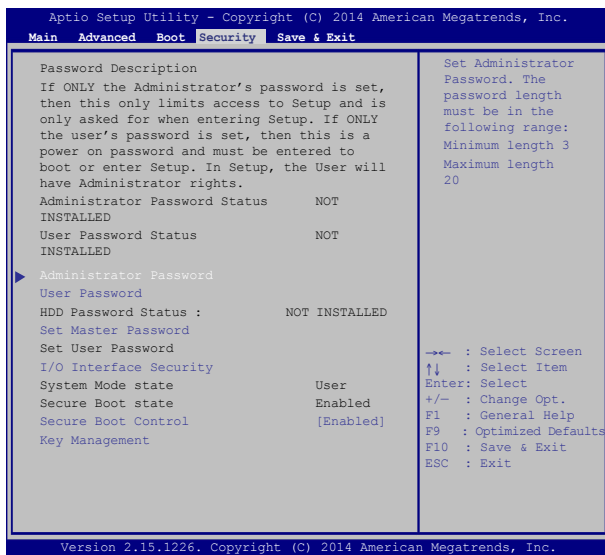 Aptio Setup Utility - Copyright (C) 2014 American Megatrends, Inc.
Main Advanced Boot Security Save & Exit
Password Description
If ONLY the Administrator's password is set,
then this only limits access to Setup and is
only asked for when entering Setup. If ONLY
the user's password is set, then this is a
power on password and must be entered to
boot or enter Setup. In Setup, the User will
have Administrator rights.
Administrator Password Status NOT
INSTALLED
User Password Status NOT
INSTALLED
Administrator Password
User Password
HDD Password Status : NOT INSTALLED
Set Master Password
Set User Password
I/O Interface Security
System Mode state User
Secure Boot state Enabled
Secure Boot Control [Enabled]
Key Management
Set Administrator
Password. The
password length
must be in the
following range:
Minimum length 3
Maximum length
20
→← : Select Screen
↑↓ : Select Item
Enter: Select
+/— : Change Opt.
F1 : General Help
F9 : Optimized Defaults
F10 : Save & Exit
ESC : Exit
Version 2.15.1226. Copyright (C) 2014 American Megatrends, Inc.